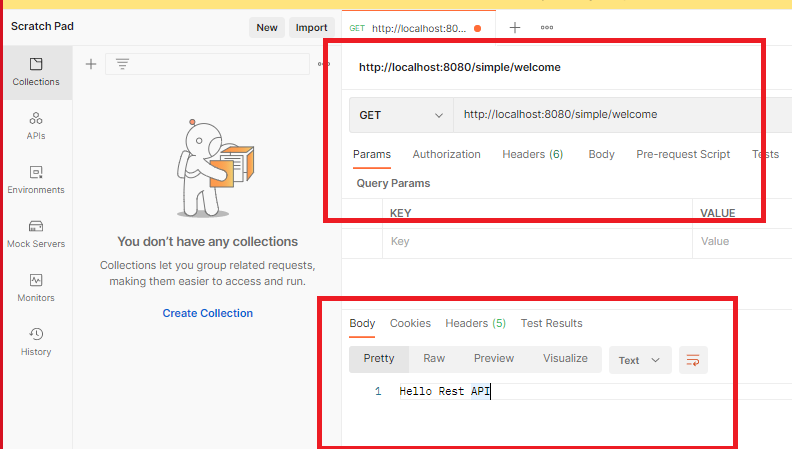 Scratch Pad
New
Import
GET http://localhost:80...
Collections
APIs
Environments
Mock Servers
Monitors
History
You don't have any collections
Collections let you group related requests,
making them easier to access and run.
Create Collection
http://localhost:8080/simple/welcome
GET
http://localhost:8080/simple/welcome
Params Authorization Headers (6) Body Pre-request Script Tests
Query Params
KEY VALUE
Key Value
Body Cookies Headers (5) Test Results
Pretty Raw Preview Visualize Text
1 Hello Rest API